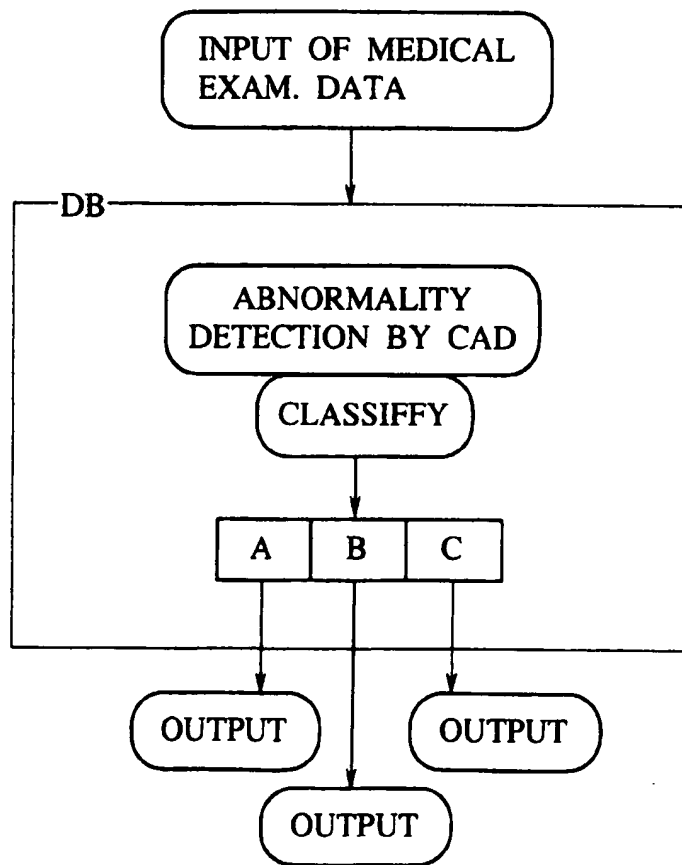 INPUT OF MEDICAL
EXAM. DATA
DB
ABNORMALITY
DETECTION BY CAD
CLASSIFFY
A B C
OUTPUT OUTPUT
OUTPUT